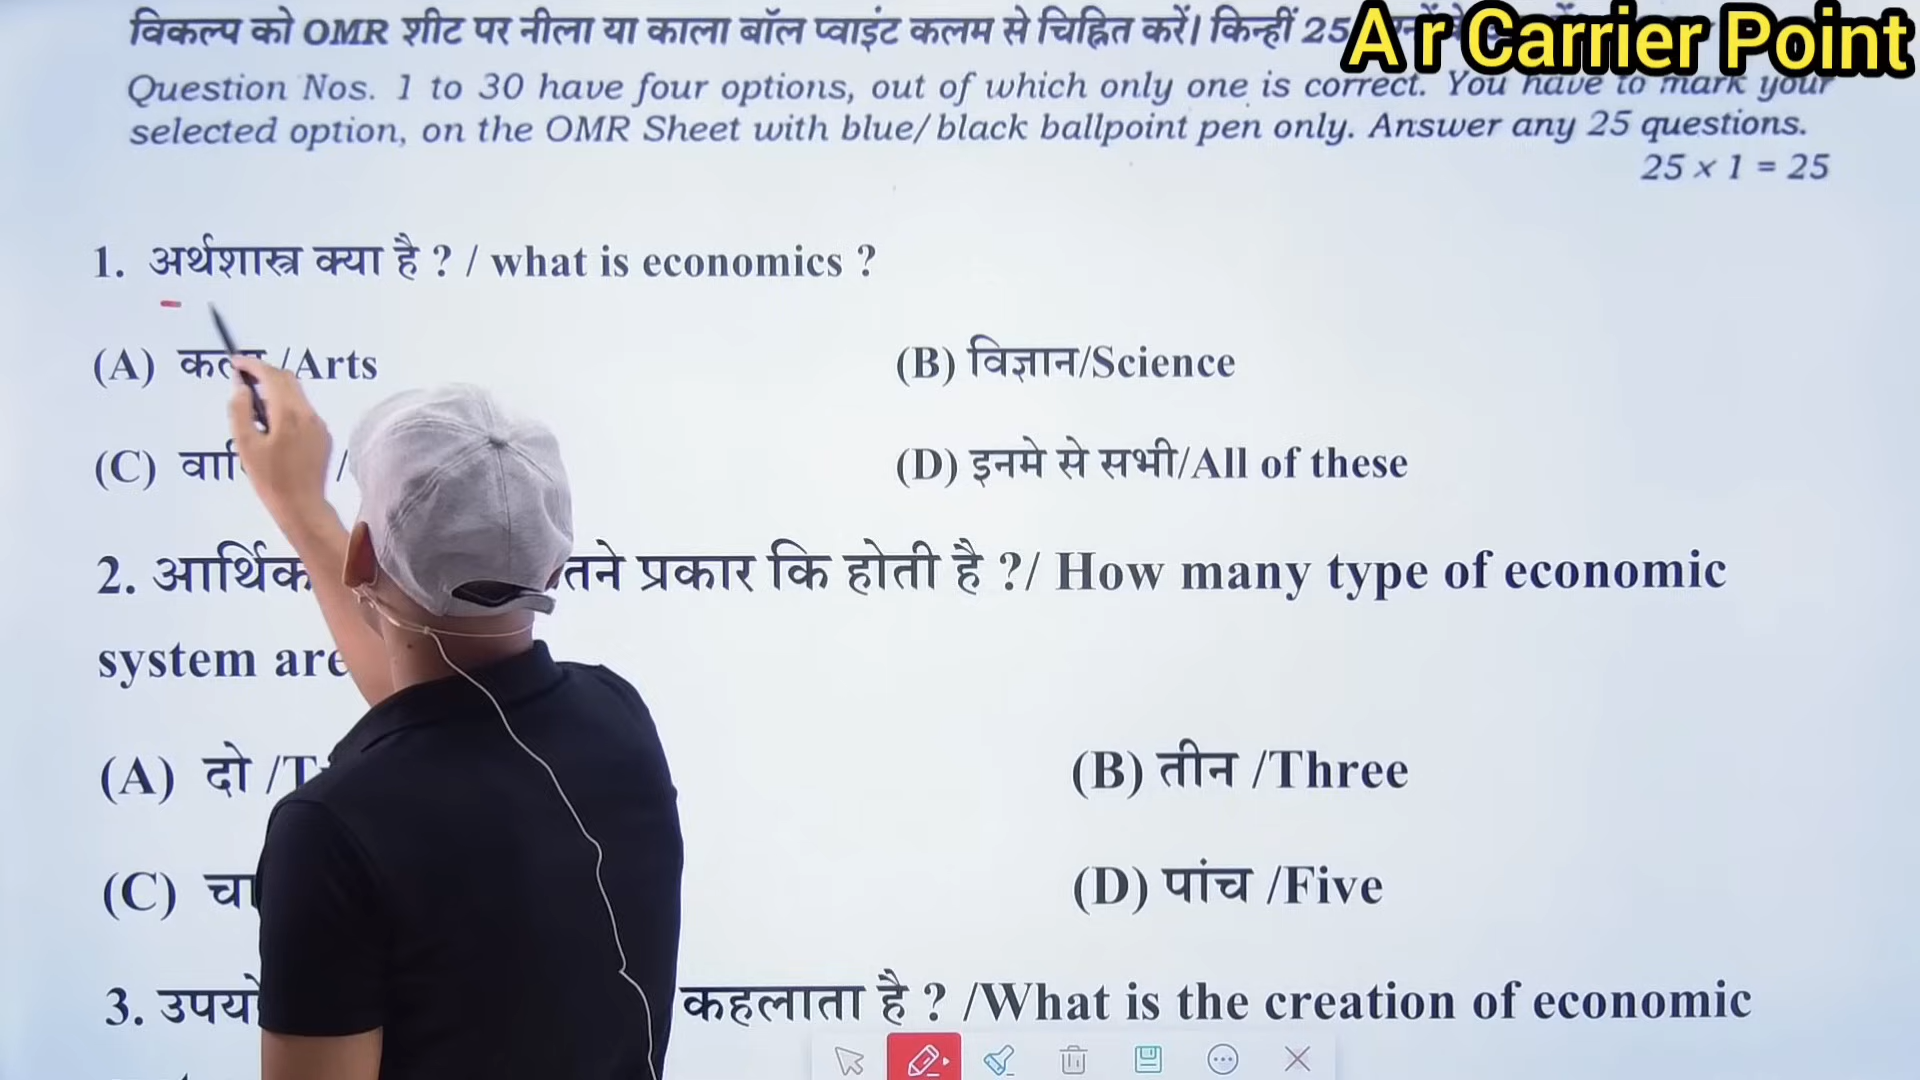 विकल्प को OMR शीट पर नीला या काला बॉल प्वाइंट कलम से चिह्नित करें। किन्हीं 25
Ar Carrier Point
Question Nos. 1 to 30 have four options, out of which only one is correct. You have to mark your
selected option, on the OMR Sheet with blue/black ballpoint pen only. Answer any 25 questions.
25 × 1 = 25
1. अर्थशास्त्र क्या है ? / what is economics ?
(A) /Arts
(B) विज्ञान/Science
(C) /
(D) इनमे से सभी/All of these
2. प्रकार कि होती है ?/ How many type of economic
system are
(A) दो /
(B) तीन /Three
(C)
(D) पांच /Five
3. कहलाता है ? /What is the creation of economic